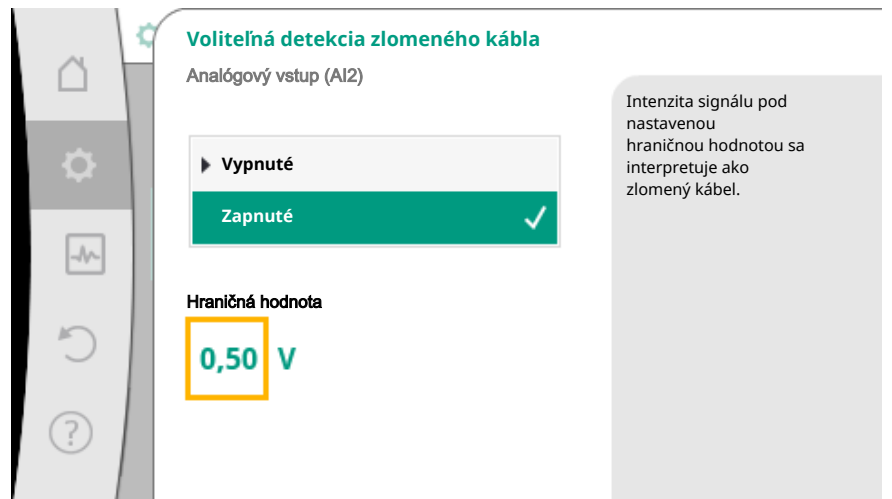 Voliteľná detekcia zlomeného kábla
Analógový vstup (AI2)
Vypnuté
Zapnuté
Hraničná hodnota
0,50 V
Intenzita signálu pod
nastavenou
hraničnou hodnotou sa
interpretuje ako
zlomený kábel.
?